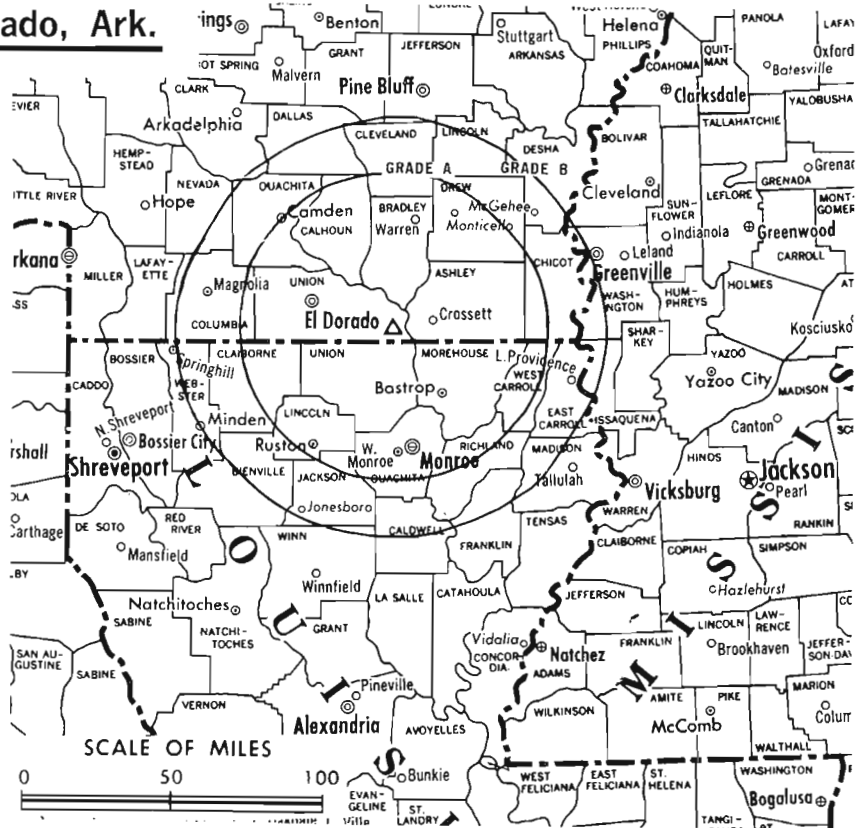 ado, Ark.
rings
Benton
GRANT
JEFFERSON
Stuttgart
ARKANSAS
Helena
PHILLIPS
PANOLA
LAFAY
OT SPRING
Malvern
COAHOMA
QUIT-
MAN
Oxford
Batesville
CLARK
Pine Bluff
Clarksdale
EVIER
DALLAS
YALOBUSHA
Arkadelphia
CLEVELAND
LINCOLN
TALLAHATCHIE
DESHA
BOLIVAR
HEMP-
STEAD
GRADE A
GRADE B
Grenad
GRENADA
NEVADA
OUACHITA
DREW
Cleveland
LEFLORE
MONT-
GOMER
ITTLE RIVER
Hope
Camden
BRADLEY
McGehee
SUN-
FLOWER
CALHOUN
Warren
Monticello
Indianola
Greenwood
rkana
LAFAY-
ETTE
CHICOT
Leland
CARROLL
MILLER
ASHLEY
Greenville
Magnolia
UNION
WASH-
INGTON
HUM-
PHREYS
HOLMES
AT
SS
COLUMBIA
El Dorado
Crossett
SHAR-
KEY
Kosciusko
BOSSIER
Springhill
CLAIBORNE
UNION
MOREHOUSE
L. Providence
YAZOO
CADDO
WEB-
STER
Bastrop
WEST
CARROLL
Yazoo City
MADISON
S
N. Shreveport
Minden
LINCOLN
EAST
CARROLL
ISSAQUENA
Canton
Bossier City
Ruston
W.
Monroe
Monroe
RICHLAND
MADISON
HINDS
I
rshall
Shreveport
L
BIENVILLE
JACKSON
OUACHITA
Tallulah
Vicksburg
Jackson
Pearl
S
OLA
Jonesboro
WARREN
RANKIN
Carthage
DE SOTO
RED
RIVER
WINN
CALDWELL
TENSAS
CLAIBORNE
Mansfield
O
FRANKLIN
COPIAH
SIMPSON
LBY
Winnfield
LA SALLE
CATAHOULA
JEFFERSON
S
Hazlehurst
Natchitoches
SABINE
U
GRANT
LINCOLN
LAW-
RENCE
NATCHI-
TOCHES
Vidalia
Natchez
FRANKLIN
I
Brookhaven
JEFFER-
SON DAV
SAN AU-
GUSTINE
SABINE
CONCOR-
DIA
ADAMS
M
MARION
Pineville
I
VERNON
WILKINSON
AMITE
PIKE
Alexandria
AVOYELLES
McComb
Colum
SCALE OF MILES
WALTHALL
0 50 100
S
Bunkie
WEST
FELICIANA
EAST
FELICIANA
ST.
HELENA
WASHINGTON
EVAN-
GELINE
ST.
LANDRY
Bogalusa
Ville
TANGI-